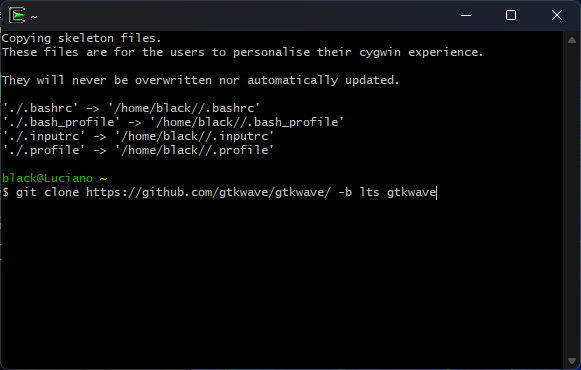 ~
Copying skeleton files.
These files are for the users to personalise their cygwin experience.
They will never be overwritten nor automatically updated.
'./.bashrc' -> '/home/black//.bashrc'
'./.bash_profile' -> '/home/black//.bash_profile'
'./.inputrc' -> '/home/black//.inputrc'
'./.profile' -> '/home/black//.profile'
black@Luciano ~
$ git clone https://github.com/gtkwave/gtkwave/ -b lts gtkwave